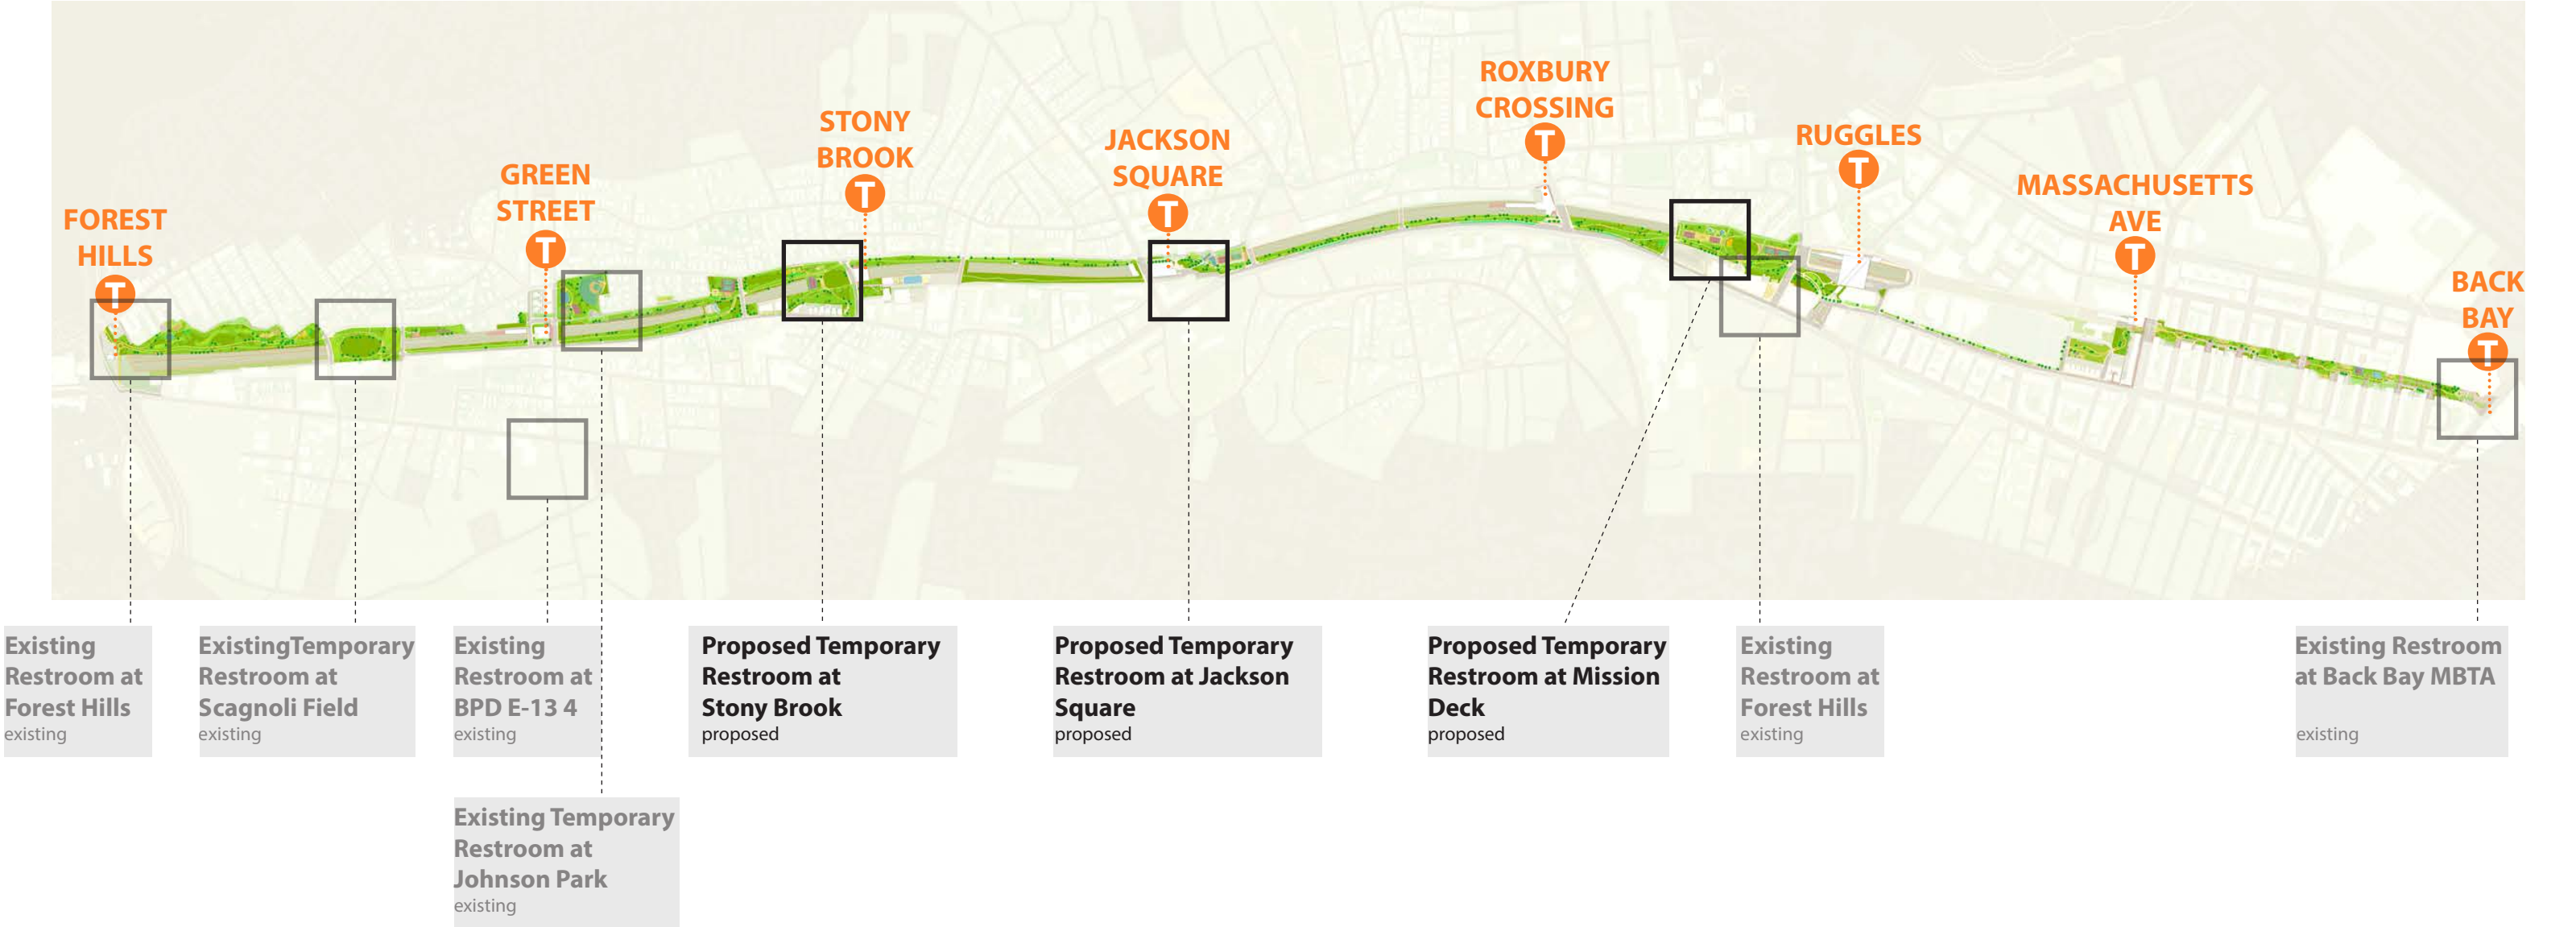 FOREST
HILLS
T
GREEN
STREET
T
STONY
BROOK
T
JACKSON
SQUARE
T
ROXBURY
CROSSING
T
RUGGLES
T
MASSACHUSETTS
AVE
T
BACK
BAY
T
Existing
Restroom at
Forest Hills
existing
ExistingTemporary
Restroom at
Scagnoli Field
existing
Existing
Restroom at
BPD E-13 4
existing
Existing Temporary
Restroom at
Johnson Park
existing
Proposed Temporary
Restroom at
Stony Brook
proposed
Proposed Temporary
Restroom at Jackson
Square
proposed
Proposed Temporary
Restroom at Mission
Deck
proposed
Existing
Restroom at
Forest Hills
existing
Existing Restroom
at Back Bay MBTA
existing